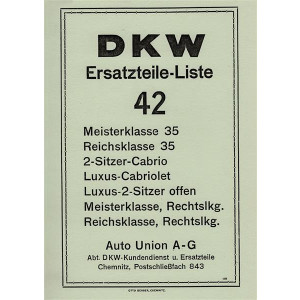 DKW
Ersatzteile-Liste
42
Meisterklasse 35
Reichsklasse 35
2-Sitzer-Cabrio
Luxus-Cabriolet
Luxus-2-Sitzer offen
Meisterklasse, Rechtslkg.
Reichsklasse, Rechtslkg.
Auto Union A-G
Abt. DKW-Kundendienst u. Ersatzteile
Chemnitz, Postschließfach 843